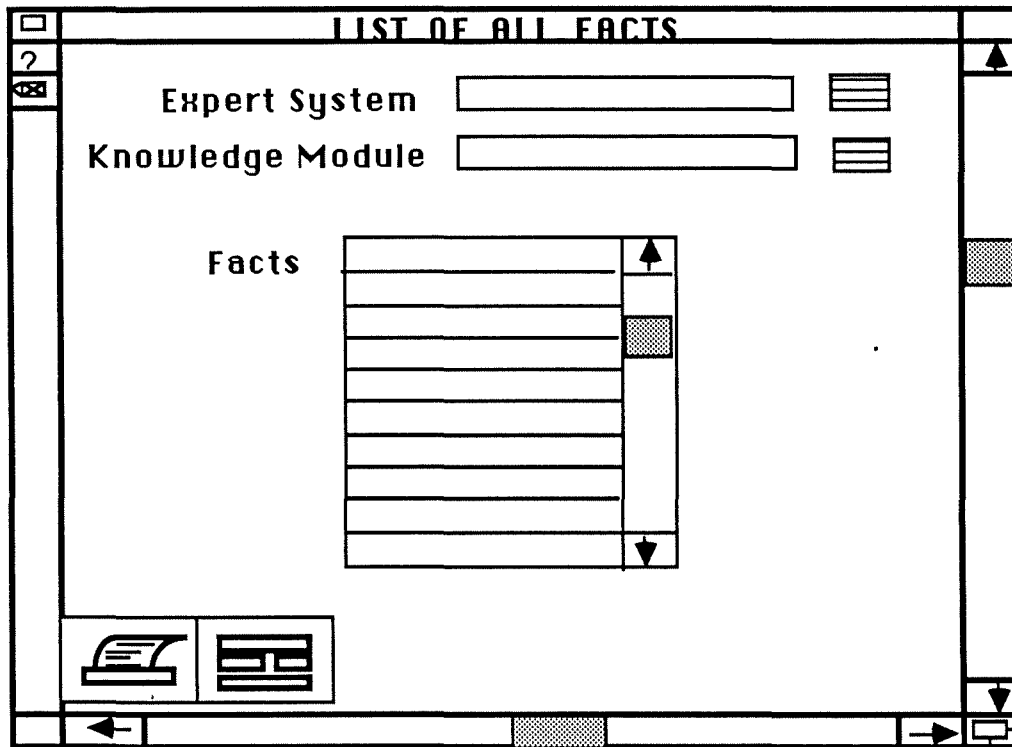 LIST OF ALL FACTS
?
Expert System
Knowledge Module
Facts